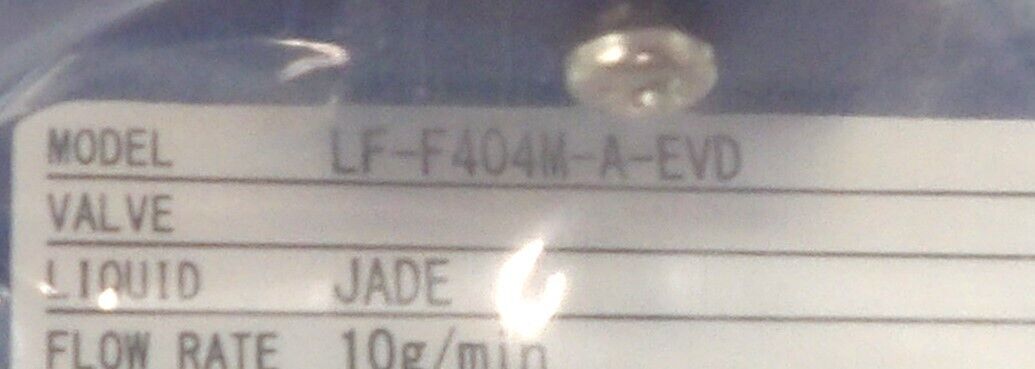 MODEL LF-F404M-A-EVD
VALVE
LIQUID JADE
FLOW RATE 10g/min